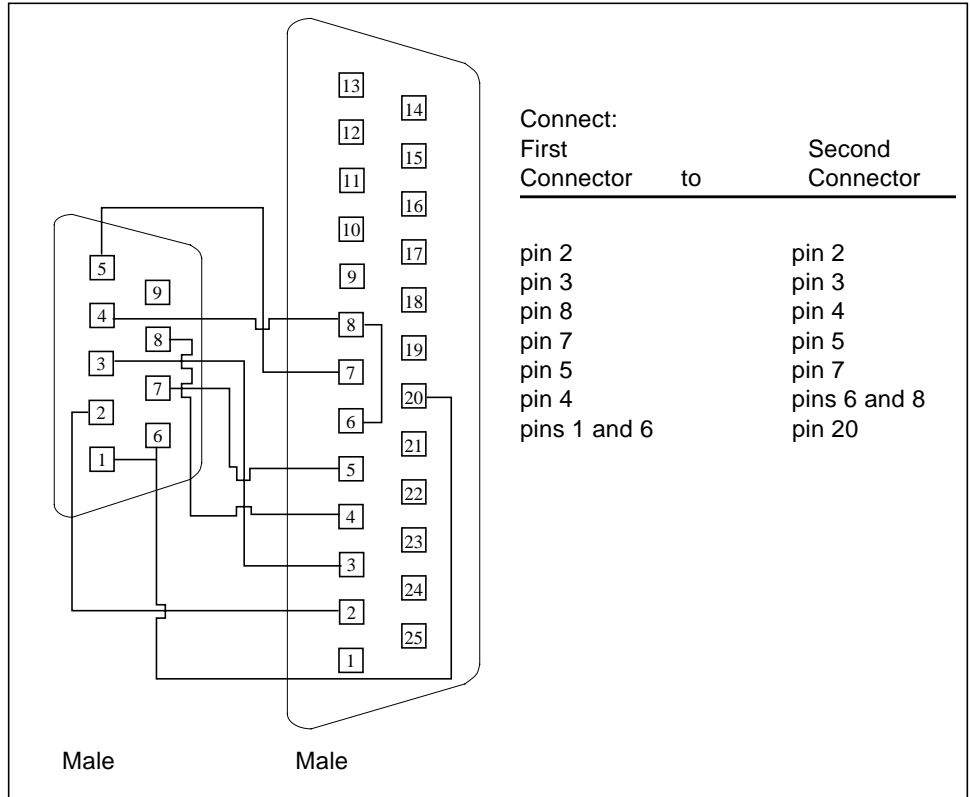 13
14
12
15
11
16
10
17
9
18
8
19
7
20
6
21
5
22
4
23
3
24
2
25
1
5
9
4
8
3
7
2
6
1
Male
Male
Connect:
First Second
Connector to Connector
pin 2 pin 2
pin 3 pin 3
pin 8 pin 4
pin 7 pin 5
pin 5 pin 7
pin 4 pins 6 and 8
pins 1 and 6 pin 20